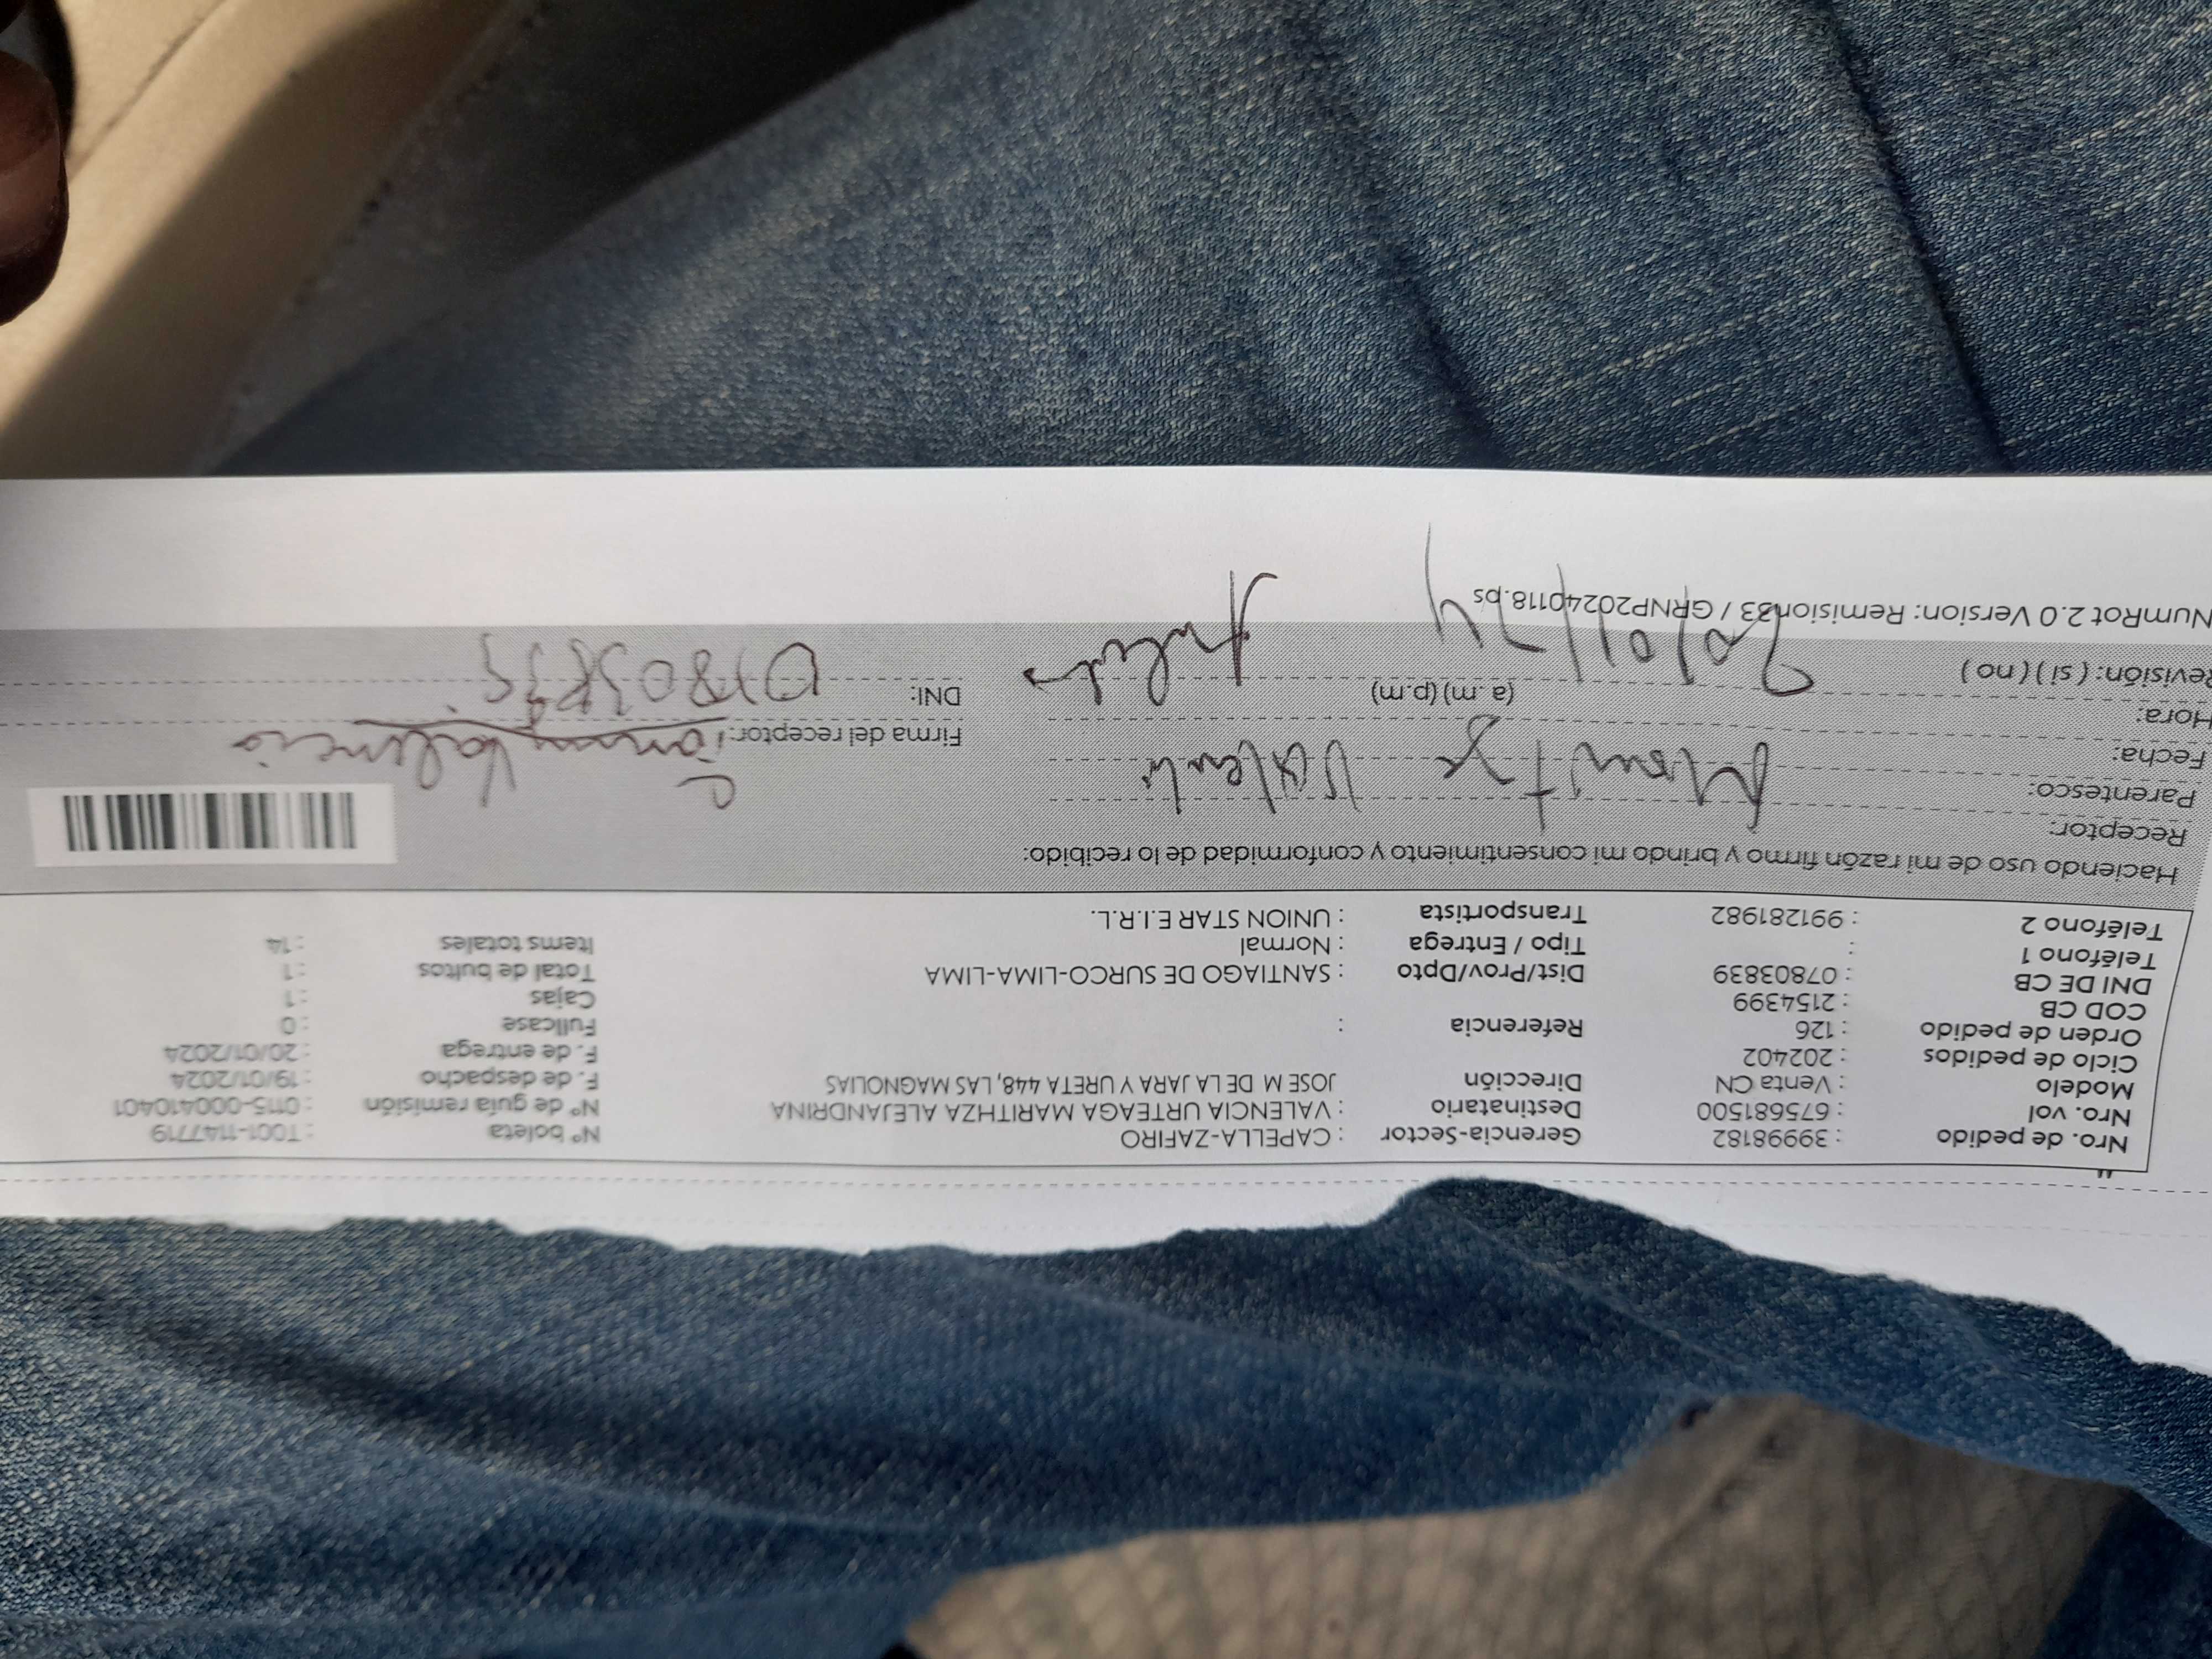 Nro. de pedido : 39998182 Gerencia-Sector : CAPELLA-ZAFIRO Nº boleta : T001-1147719
Nro. vol : 675681500 Destinatario : VALENCIA URTEAGA MARITHZA ALEJANDRINA Nº de guía remisión : 0115-000410401
Modelo : Venta CN Dirección JOSE M DE LA JARA Y URETA 448, LAS MAGNOLIAS F. de despacho : 19/01/2024
Ciclo de pedidos : 202402 F. de entrega : 20/01/2024
Orden de pedido : 126 Referencia : Fullcase : 0
COD CB : 2154399 Cajas : 1
DNI DE CB : 07803839 Dist/Prov/Dpto : SANTIAGO DE SURCO-LIMA-LIMA Total de bultos : 1
Teléfono 1 : Tipo / Entrega : Normal Items totales : 14
Teléfono 2 : 991281982 Transportista : UNION STAR E.I.R.L.
Haciendo uso de mi razón firmo y brindo mi consentimiento y conformidad de lo recibido:
Receptor:
Parentesco:
Fecha: Firma del receptor: Valencia
Hora: (a. m) (p.m) DNI:
Revisión: (si) (no) 20/01/24
NumRot 2.0 Version: Remision33 / GRNP20240118.ps